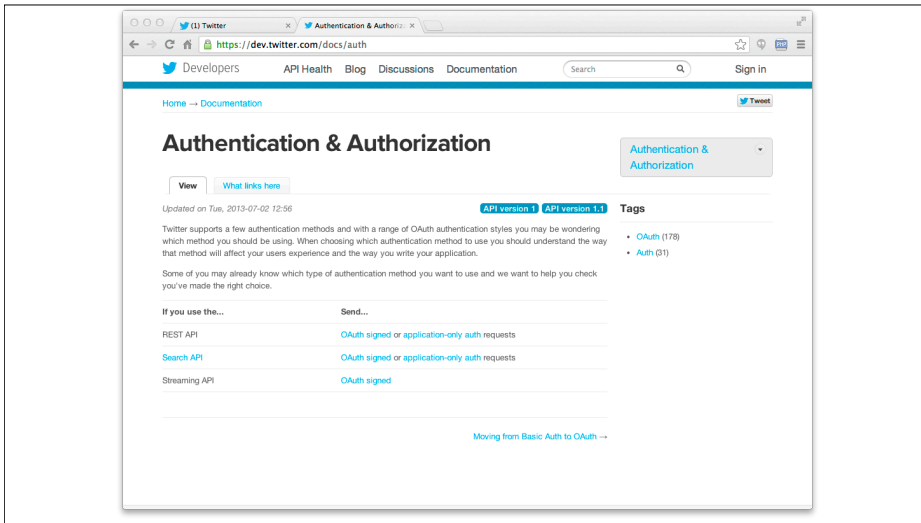 (1) Twitter
Authentication & Authoriz
https://dev.twitter.com/docs/auth
Developers API Health Blog Discussions Documentation Search Sign in
Home → Documentation
Tweet
Authentication & Authorization
Authentication &
Authorization
View What links here
Updated on Tue, 2013-07-02 12:56 API version 1 API version 1.1
Tags
Twitter supports a few authentication methods and with a range of OAuth authentication styles you may be wondering
which method you should be using. When choosing which authentication method to use you should understand the way
that method will affect your users experience and the way you write your application.
OAuth (178)
Auth (31)
Some of you may already know which type of authentication method you want to use and we want to help you check
you've made the right choice.
If you use the... Send...
REST API OAuth signed or application-only auth requests
Search API OAuth signed or application-only auth requests
Streaming API OAuth signed
Moving from Basic Auth to OAuth →